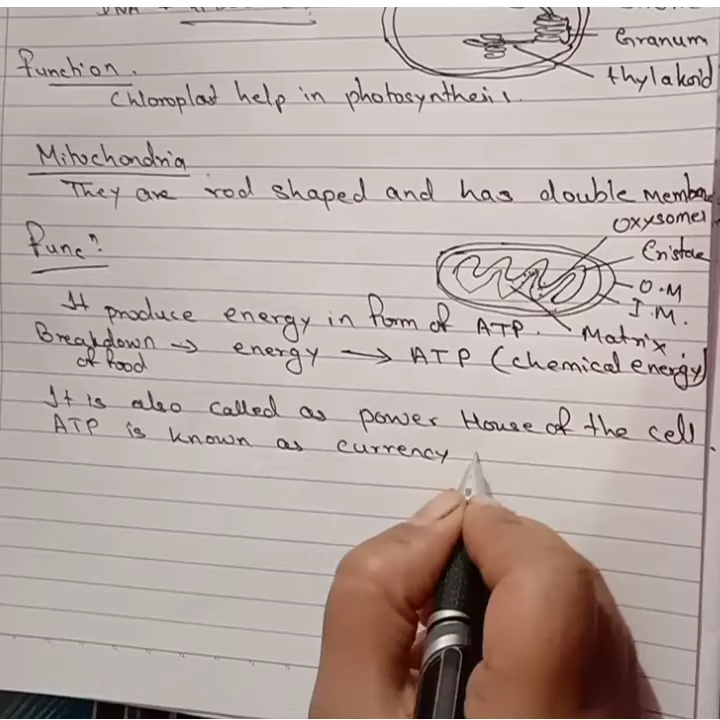 DNA +
Granum
Function.
thylakoid
Chloroplast help in photosynthesis.
Mitochondria
They are rod shaped and has double Membrane
Oxysomes
Func?
Cristae
O.M
I.M.
Matrix
It produce energy in form of ATP.
Breakdown → energy → ATP (chemical energy)
of food
It is also called as power House of the cell.
ATP is known as currency